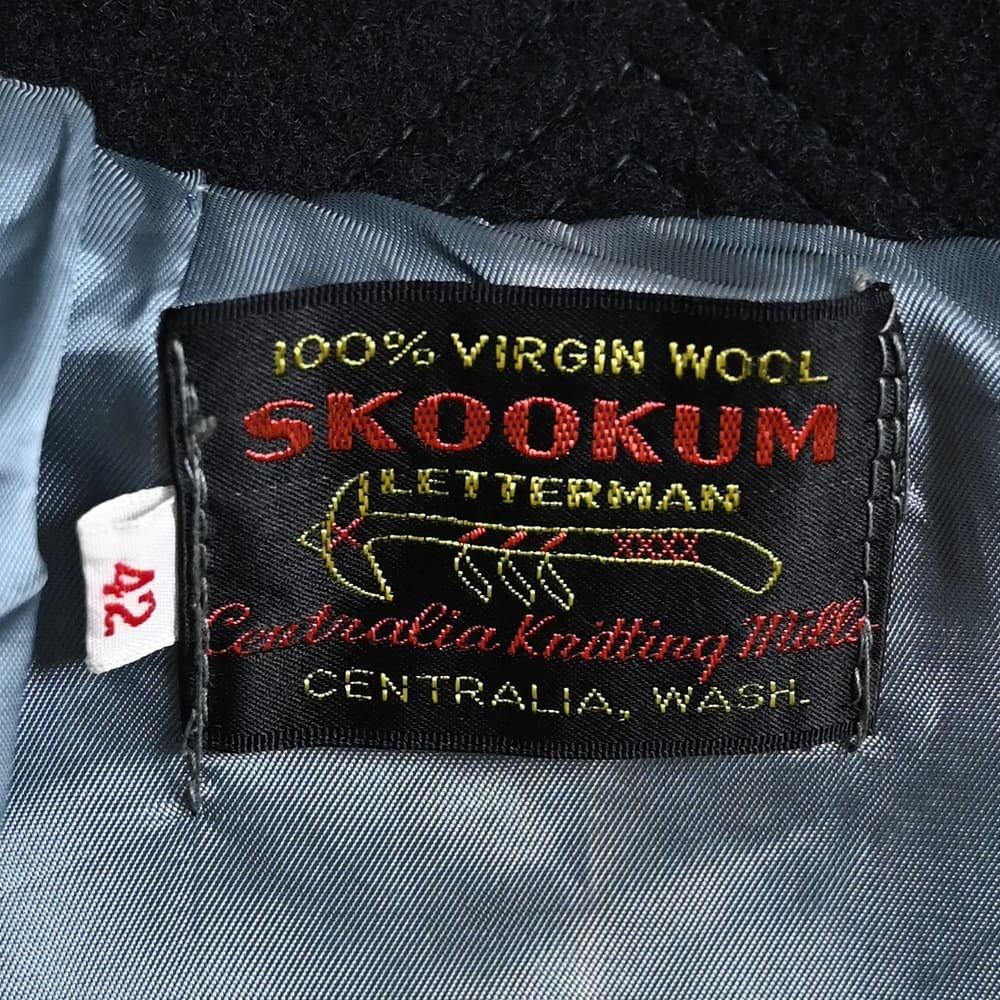 100% VIRGIN WOOL
SKOOKUM
LETTERMAN
Centralia Knitting Mills
CENTRALIA, WASH.
42